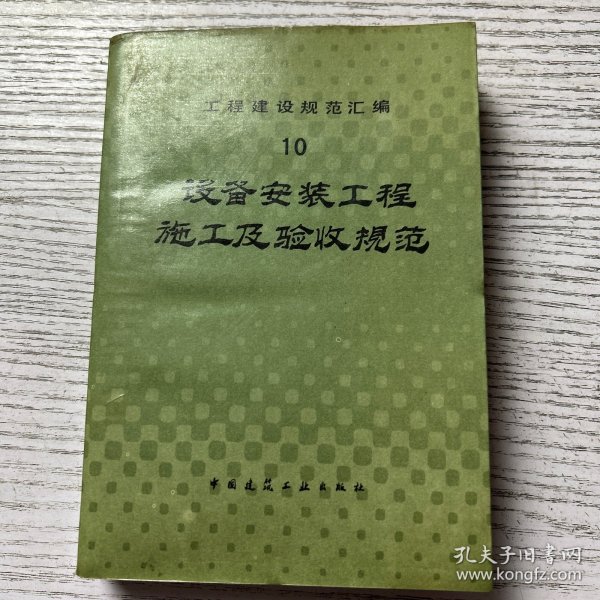 工程建设规范汇编
10
设备安装工程
施工及验收规范
中国建筑工业出版社
孔夫子旧书网
www.kongfz.com